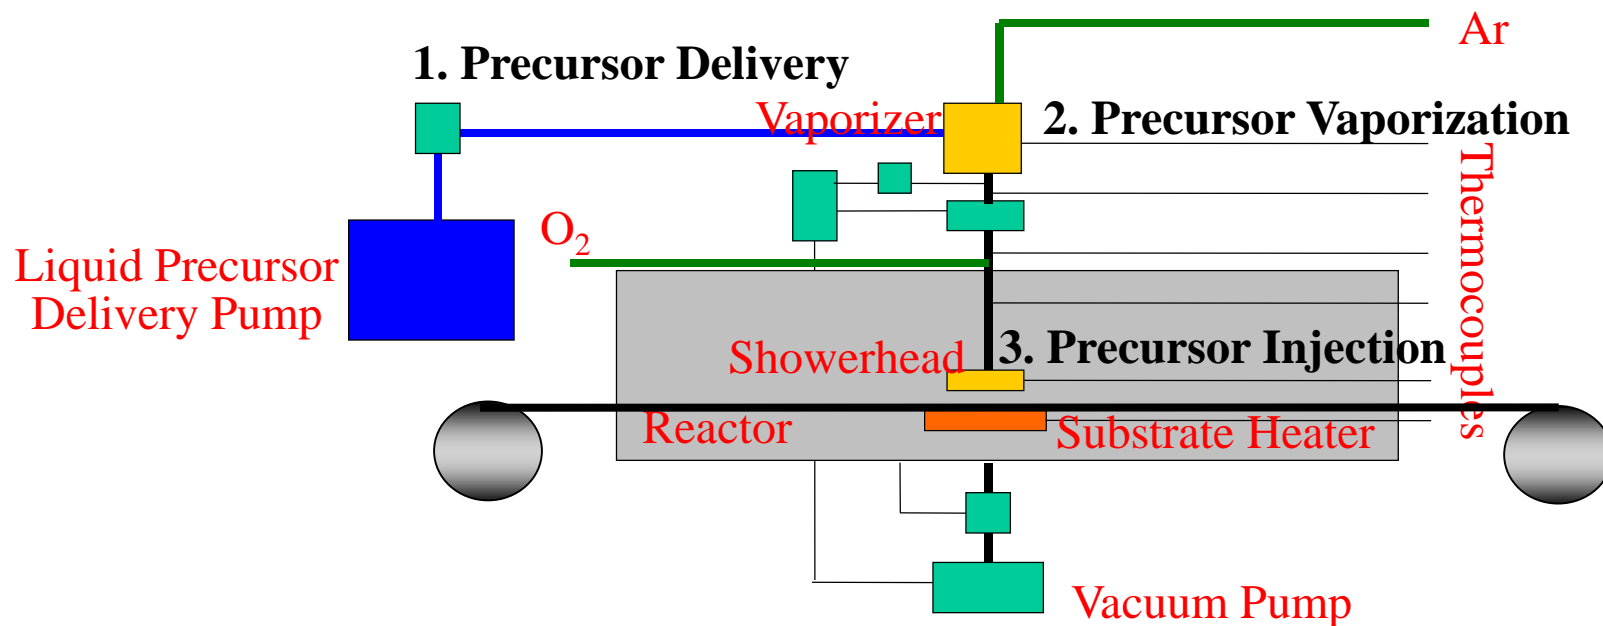 Ar
1. Precursor Delivery
Vaporizer
2. Precursor Vaporization
Thermocouples
O₂
Liquid Precursor
Delivery Pump
Showerhead
3. Precursor Injection
Reactor
Substrate Heater
Vacuum Pump